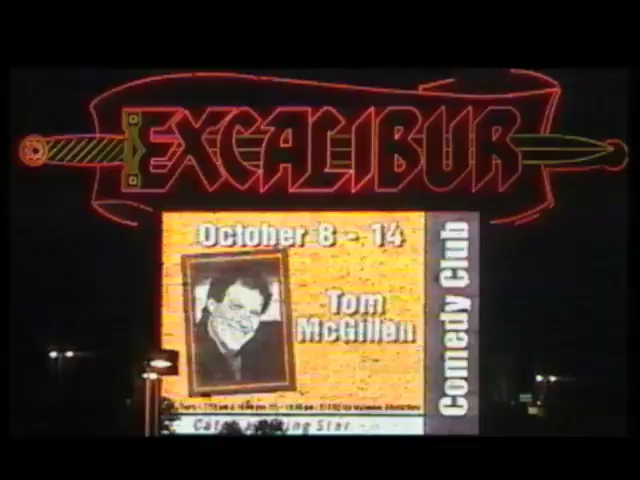 EXCALIBUR
October 8 - 14
Tom
McGillen
Comedy Club